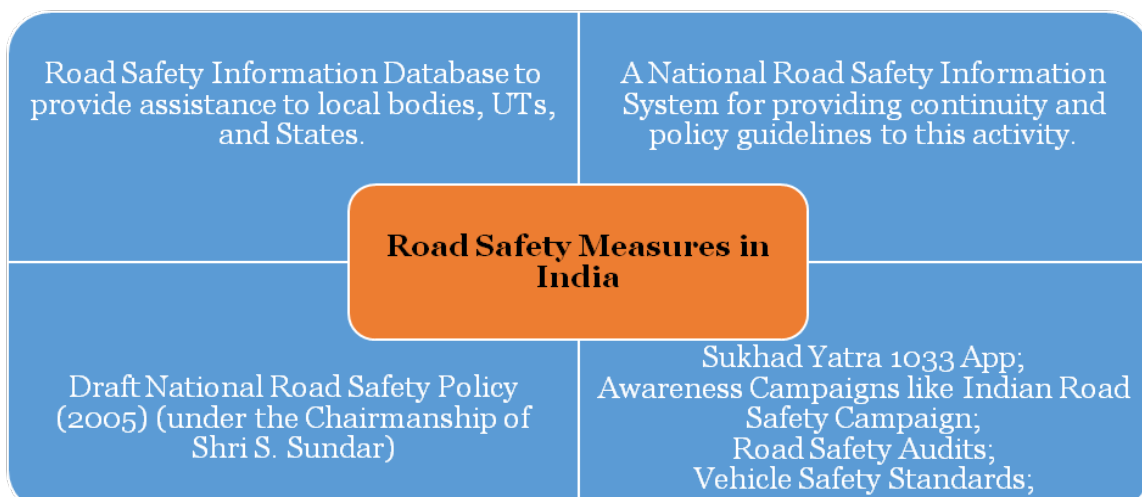 Road Safety Information Database to
provide assistance to local bodies, UTs,
and States.
A National Road Safety Information
System for providing continuity and
policy guidelines to this activity.
Road Safety Measures in
India
Draft National Road Safety Policy
(2005) (under the Chairmanship of
Shri S. Sundar)
Sukhad Yatra 1033 App;
Awareness Campaigns like Indian Road
Safety Campaign;
Road Safety Audits;
Vehicle Safety Standards;